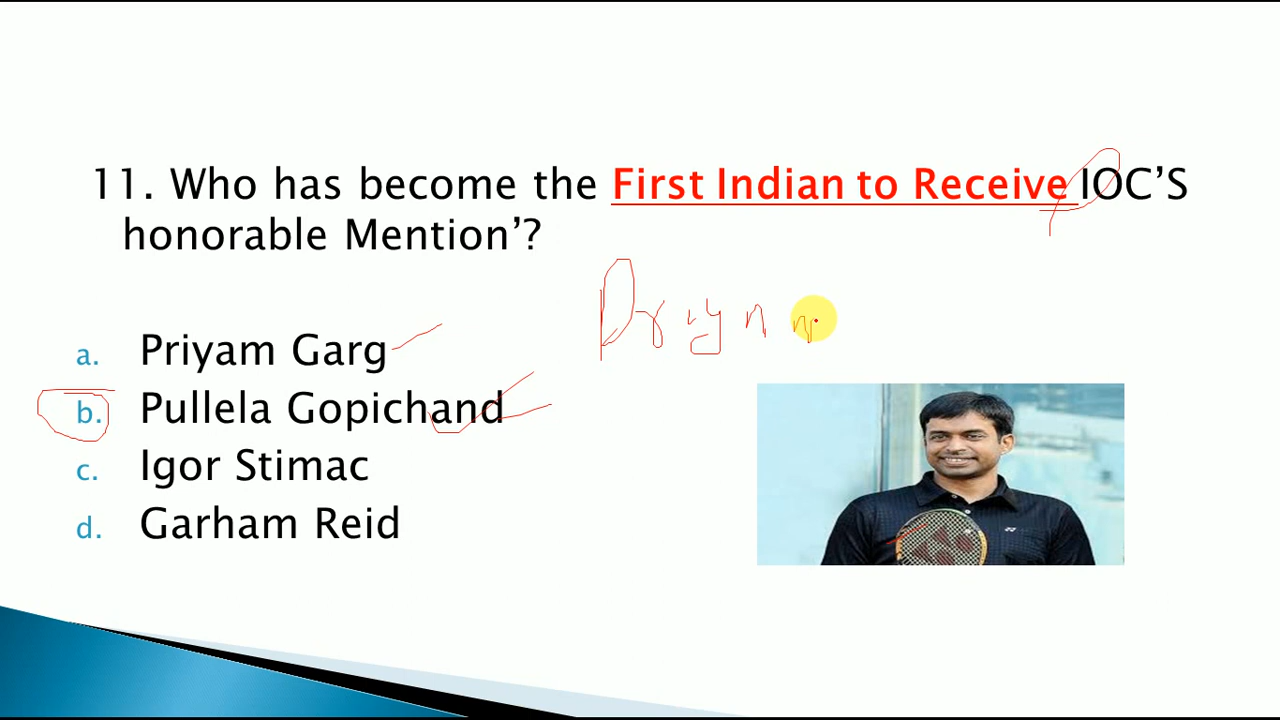 11. Who has become the First Indian to Receive IOC'S
honorable Mention'?
a. Priyam Garg
b. Pullela Gopichand
c. Igor Stimac
d. Garham Reid